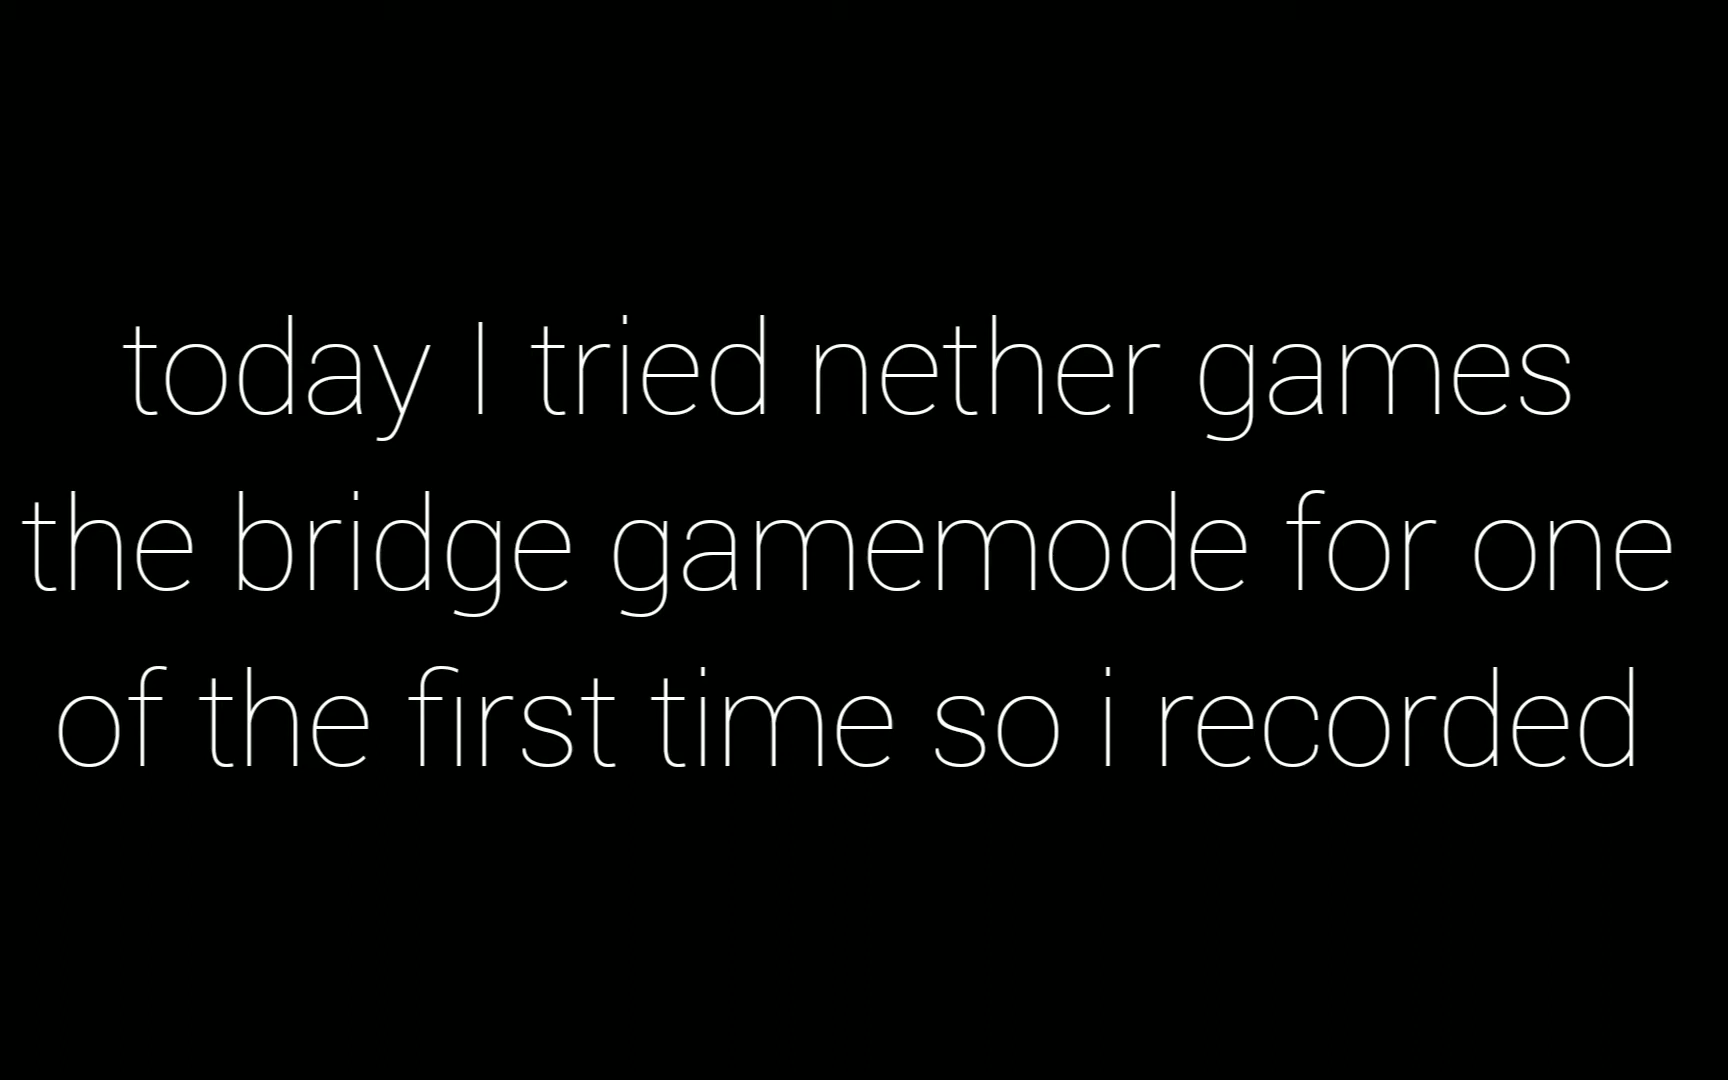 today I tried nether games
the bridge gamemode for one
of the first time so i recorded